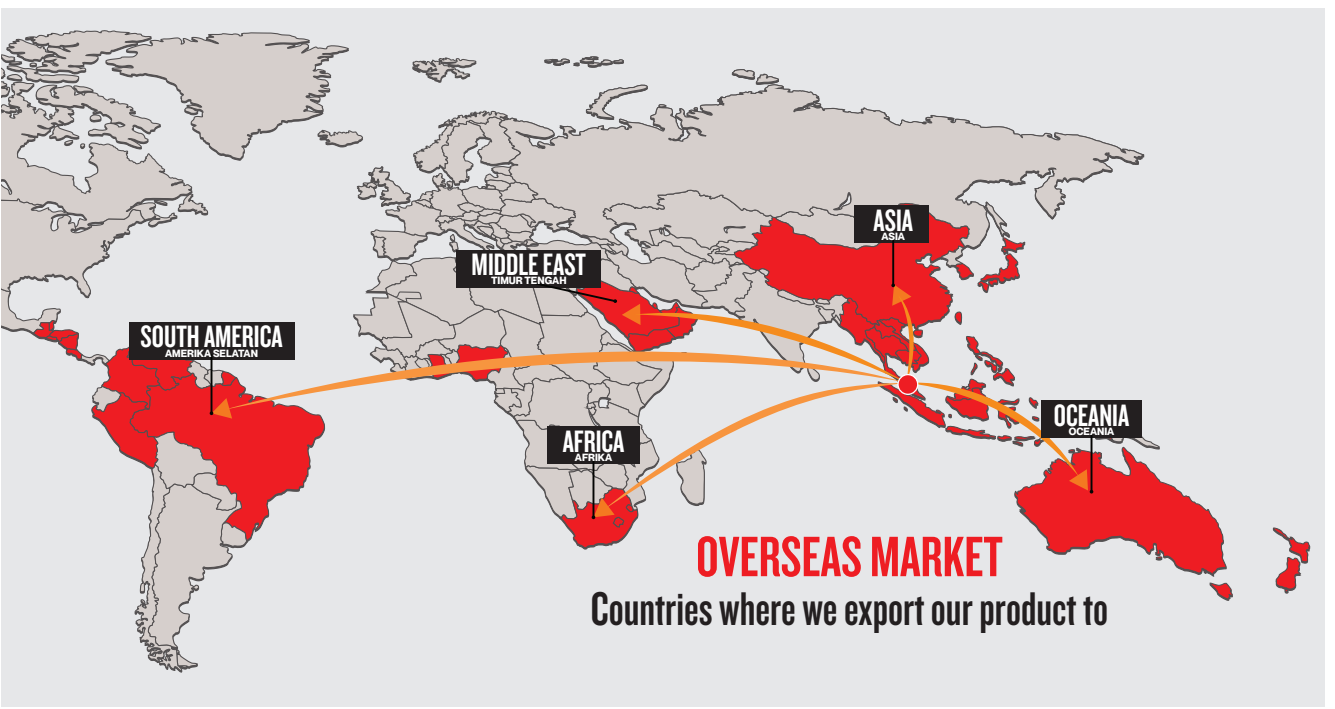 ASIA
ASIA
MIDDLE EAST
TIMUR TENGAH
SOUTH AMERICA
AMERIKA SELATAN
OCEANIA
OCEANIA
AFRICA
AFRIKA
OVERSEAS MARKET
Countries where we export our product to